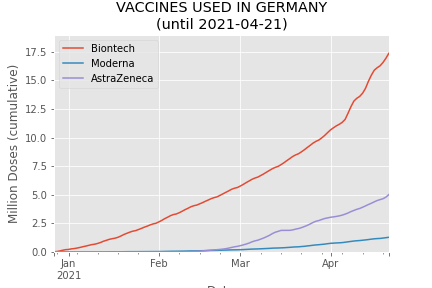 VACCINES USED IN GERMANY
(until 2021-04-21)
Million Doses (cumulative)
17.5
15.0
12.5
10.0
7.5
5.0
2.5
0.0
Biontech
Moderna
AstraZeneca
Jan
2021
Feb
Mar
Apr